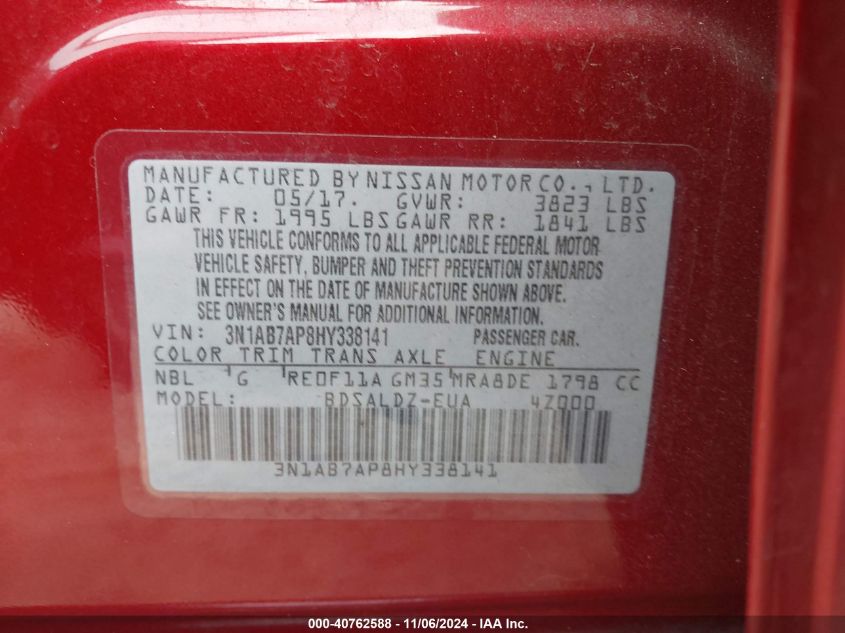 MANUFACTURED BY NISSAN MOTOR CO., LTD.
DATE: 05/17. GVWR: 3823 LBS
GAWR FR: 1995 LBS GAWR RR: 1841 LBS
THIS VEHICLE CONFORMS TO ALL APPLICABLE FEDERAL MOTOR
VEHICLE SAFETY, BUMPER AND THEFT PREVENTION STANDARDS
IN EFFECT ON THE DATE OF MANUFACTURE SHOWN ABOVE.
SEE OWNER'S MANUAL FOR ADDITIONAL INFORMATION.
VIN: 3N1AB7AP8HY338141 PASSENGER CAR.
COLOR TRIM TRANS AXLE ENGINE
NBL G RE0F11A GM35 MRA8DE 1798 CC
MODEL: BDSALDZ-EUA 4Z000
3N1AB7AP8HY338141
000-40762588 - 11/06/2024 - IAA Inc.